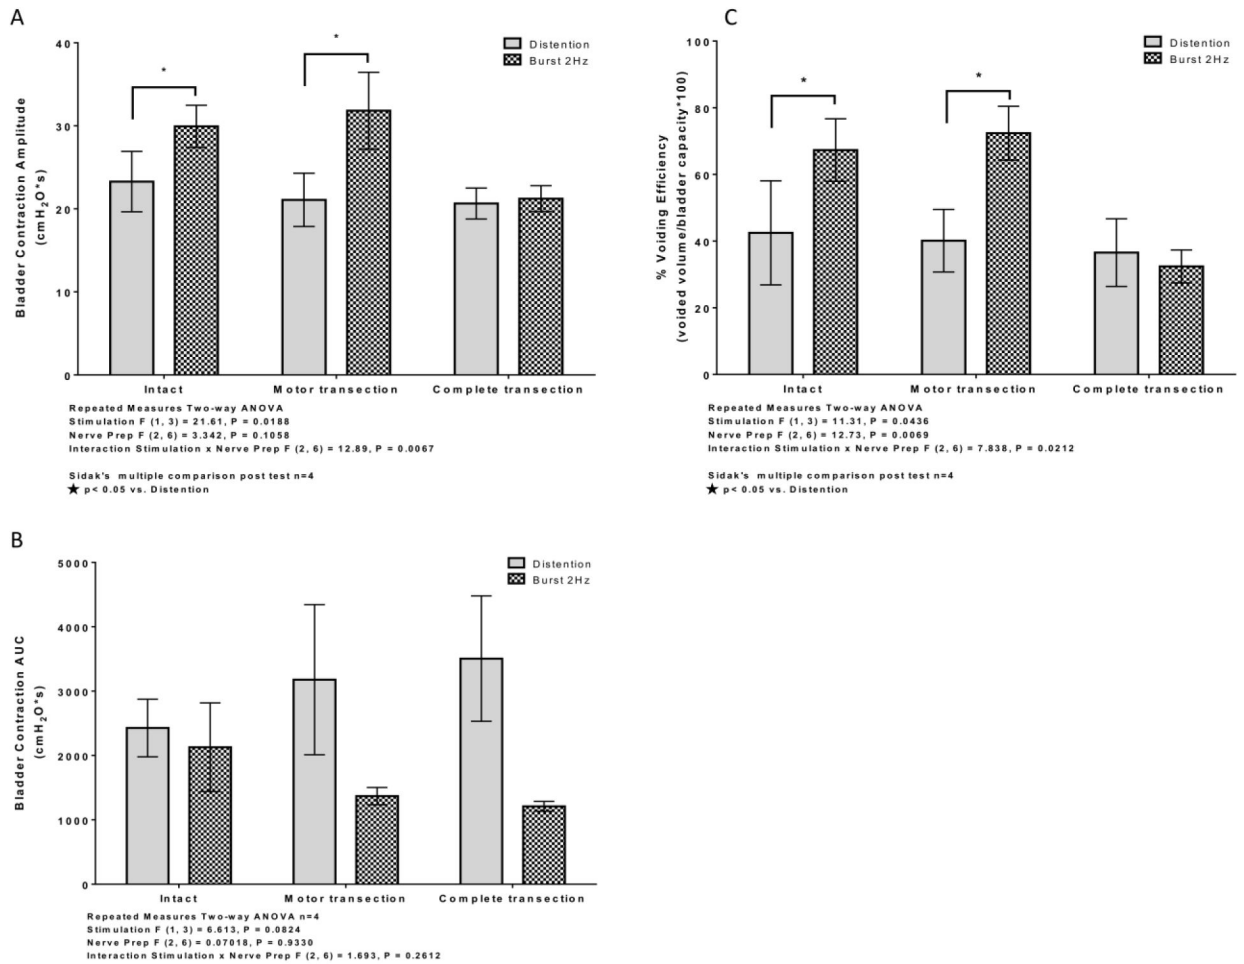 A
Distention
Burst 2Hz
*
*
40
30
20
10
0
Bladder Contraction Amplitude
(cmH₂O*s)
Intact
Motor transection
Complete transection
Repeated Measures Two-way ANOVA
Stimulation F (1, 3) = 21.61, P = 0.0188
Nerve Prep F (2, 6) = 3.342, P = 0.1058
Interaction Stimulation x Nerve Prep F (2, 6) = 12.89, P = 0.0067
Sidak's multiple comparison post test n=4
★ p< 0.05 vs. Distention
C
Distention
Burst 2Hz
*
*
100
80
60
40
20
0
% Voiding Efficiency
(voided volume/bladder capacity*100)
Intact
Motor transection
Complete transection
Repeated Measures Two-way ANOVA
Stimulation F (1, 3) = 11.31, P = 0.0436
Nerve Prep F (2, 6) = 12.73, P = 0.0069
Interaction Stimulation x Nerve Prep F (2, 6) = 7.838, P = 0.0212
Sidak's multiple comparison post test n=4
★ p< 0.05 vs. Distention
B
Distention
Burst 2Hz
5000
4000
3000
2000
1000
0
Bladder Contraction AUC
(cmH₂O*s)
Intact
Motor transection
Complete transection
Repeated Measures Two-way ANOVA n=4
Stimulation F (1, 3) = 6.613, P = 0.0824
Nerve Prep F (2, 6) = 0.07018, P = 0.9330
Interaction Stimulation x Nerve Prep F (2, 6) = 1.693, P = 0.2612